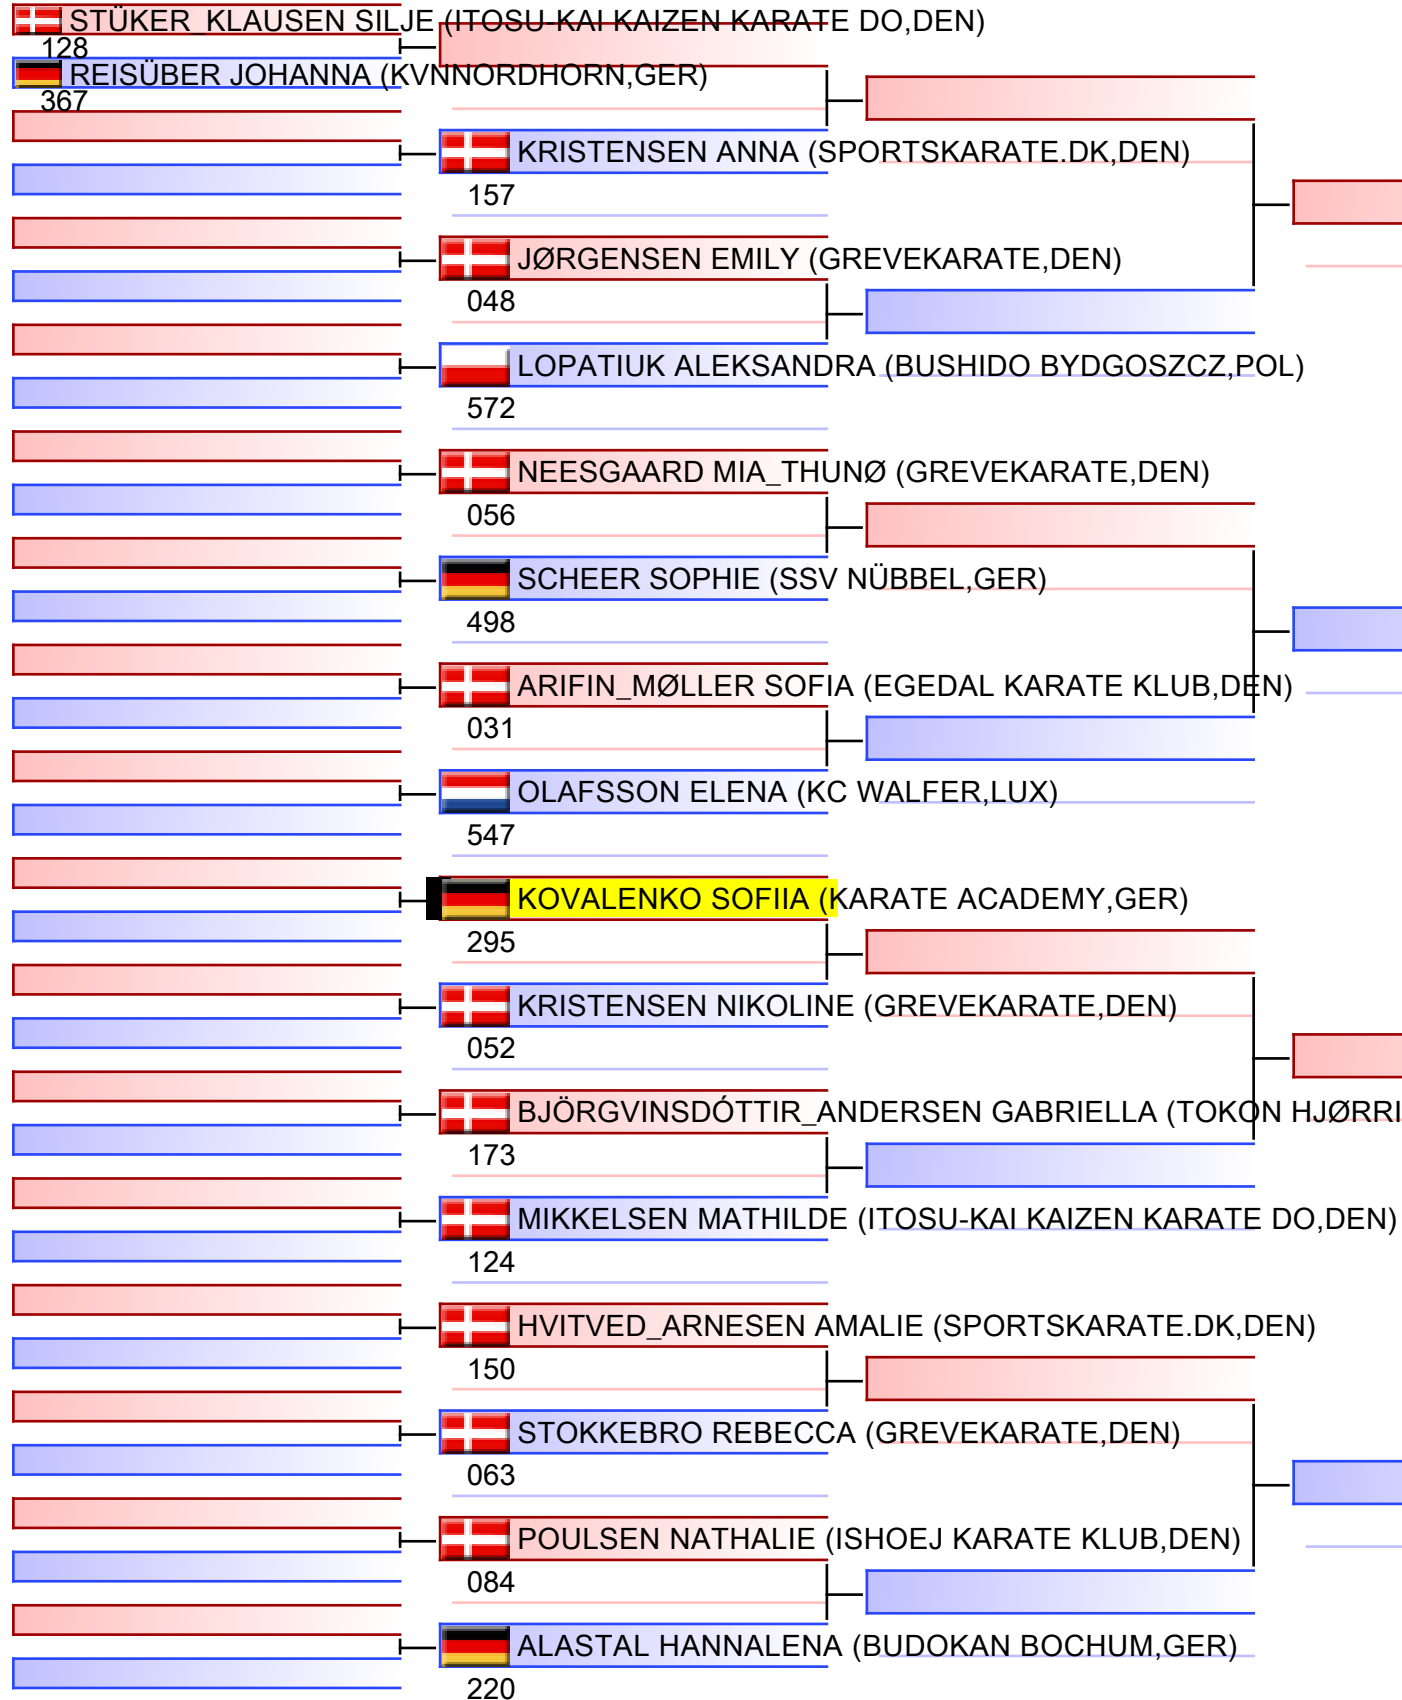 STÜKER_KLAUSEN SILJE (ITOSU-KAI KAIZEN KARATE DO,DEN)
128
REISÜBER JOHANNA (KVNNORDHORN,GER)
367
KRISTENSEN ANNA (SPORTSKARATE.DK,DEN)
157
JØRGENSEN EMILY (GREVEKARATE,DEN)
048
LOPATIUK ALEKSANDRA (BUSHIDO BYDGOSZCZ,POL)
572
NEESGAARD MIA_THUNØ (GREVEKARATE,DEN)
056
SCHEER SOPHIE (SSV NÜBBEL,GER)
498
ARIFIN_MØLLER SOFIA (EGEDAL KARATE KLUB,DEN)
031
OLAFSSON ELENA (KC WALFER,LUX)
547
KOVALENKO SOFIIA (KARATE ACADEMY,GER)
295
KRISTENSEN NIKOLINE (GREVEKARATE,DEN)
052
BJÖRGVINSDÓTTIR_ANDERSEN GABRIELLA (TOKON HJØRRI
173
MIKKELSEN MATHILDE (ITOSU-KAI KAIZEN KARATE DO,DEN)
124
HVITVED_ARNESEN AMALIE (SPORTSKARATE.DK,DEN)
150
STOKKEBRO REBECCA (GREVEKARATE,DEN)
063
POULSEN NATHALIE (ISHOEJ KARATE KLUB,DEN)
084
ALASTAL HANNALENA (BUDOKAN BOCHUM,GER)
220